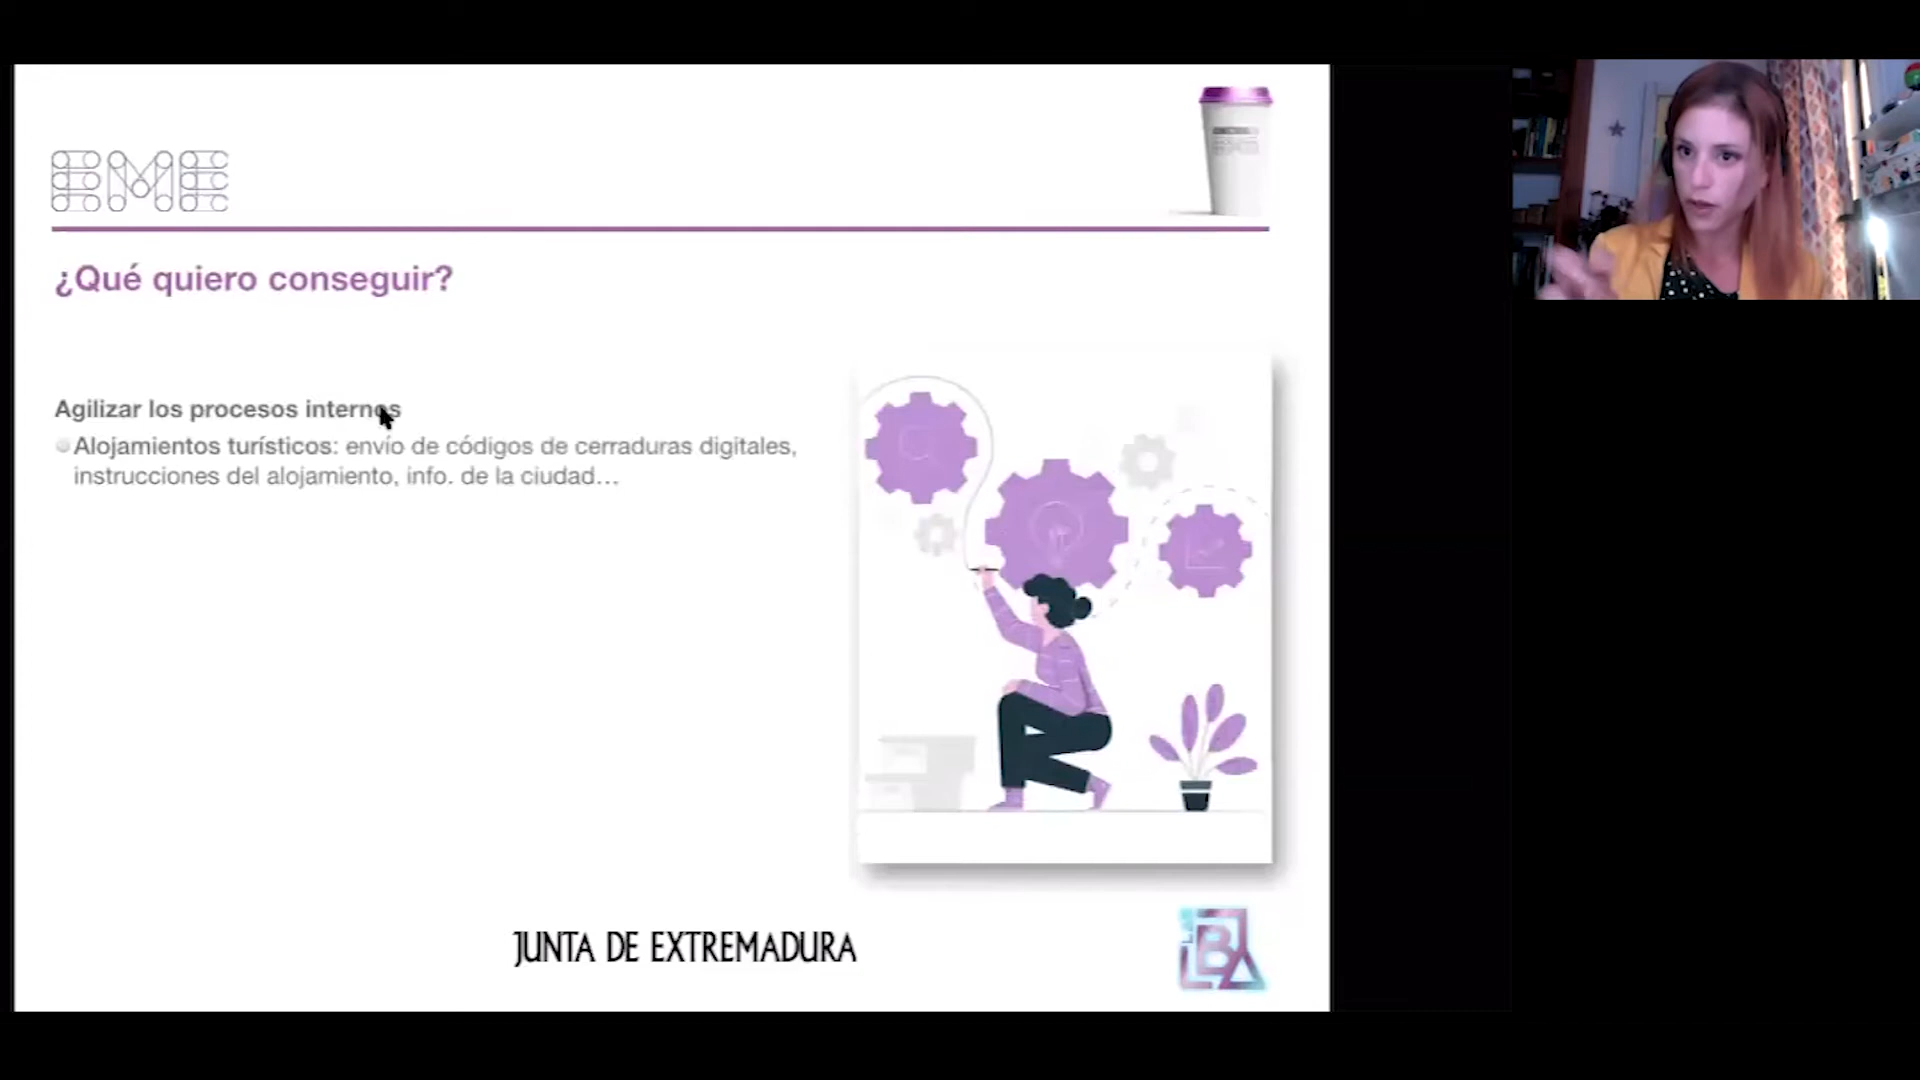 EME
¿Qué quiero conseguir?
Agilizar los procesos internos
Alojamientos turísticos: envío de códigos de cerraduras digitales,
instrucciones del alojamiento, info. de la ciudad...
JUNTA DE EXTREMADURA